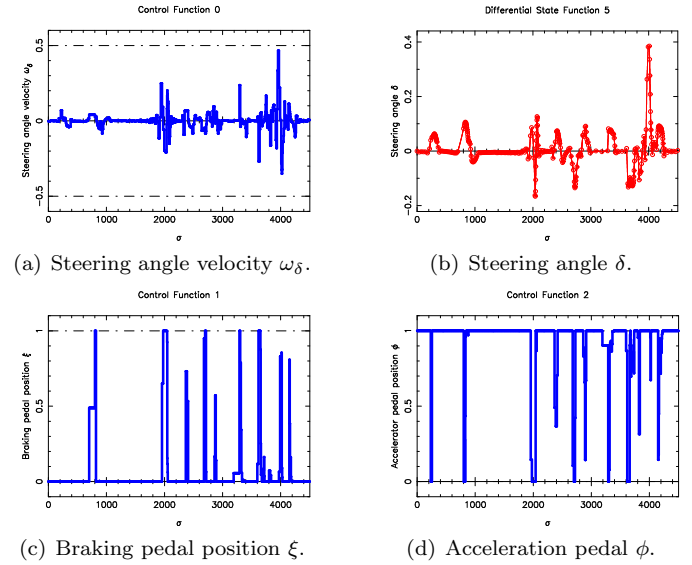 Control Function 0
Steering angle velocity ωδ
0.5
0
−0.5
0 1000 2000 3000 4000
σ
(a) Steering angle velocity ωδ.
Differential State Function 5
Steering angle δ
0.4
0.2
0
−0.2
0 1000 2000 3000 4000
σ
(b) Steering angle δ.
Control Function 1
Braking pedal position ξ
1
0.5
0
0 1000 2000 3000 4000
σ
(c) Braking pedal position ξ.
Control Function 2
Accelerator pedal position ϕ
1
0.5
0
0 1000 2000 3000 4000
σ
(d) Acceleration pedal ϕ.